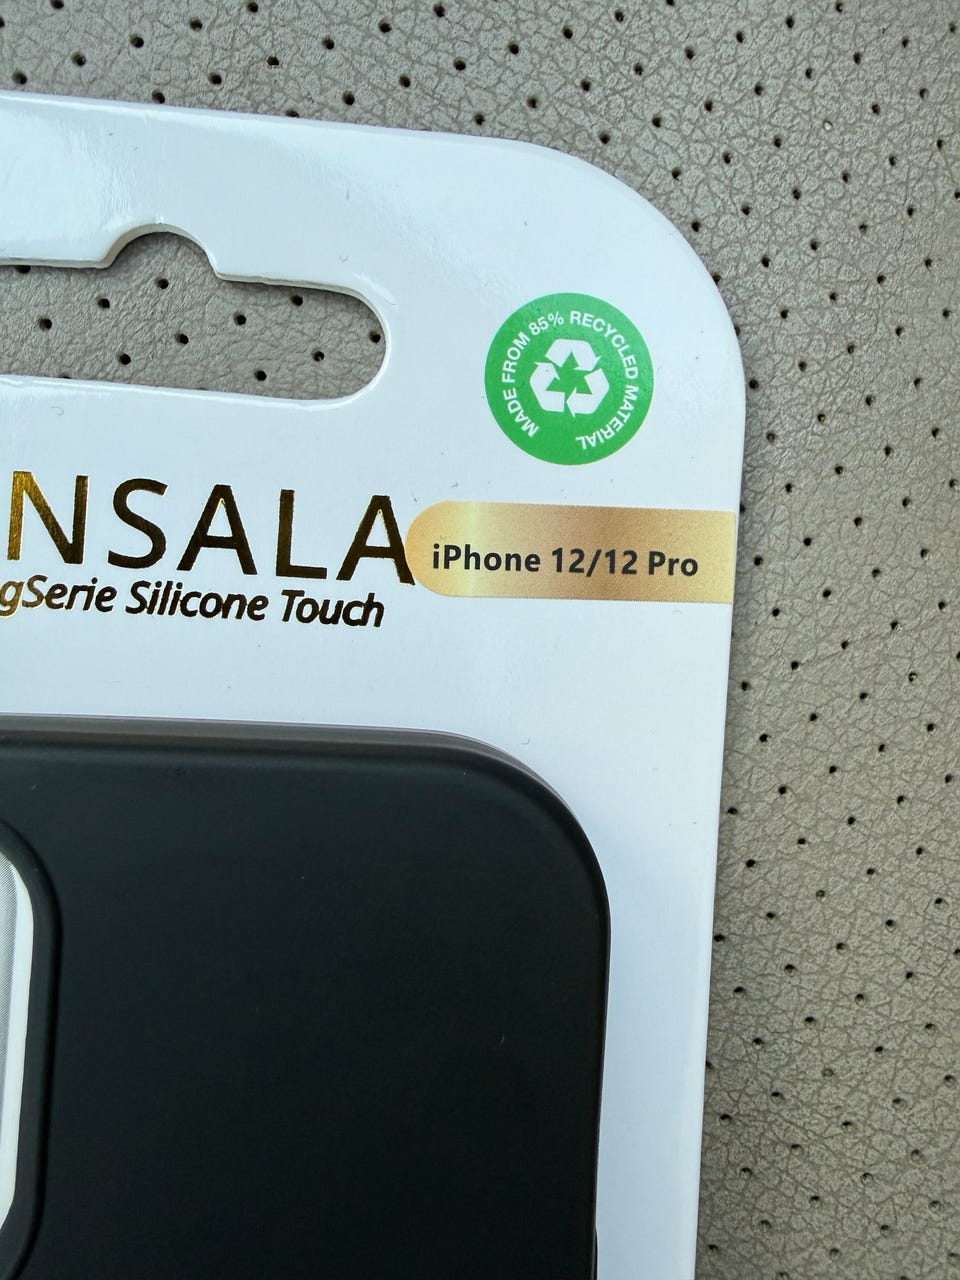 MADE FROM 85% RECYCLED MATERIAL
NSALA
iPhone 12/12 Pro
gSerie Silicone Touch